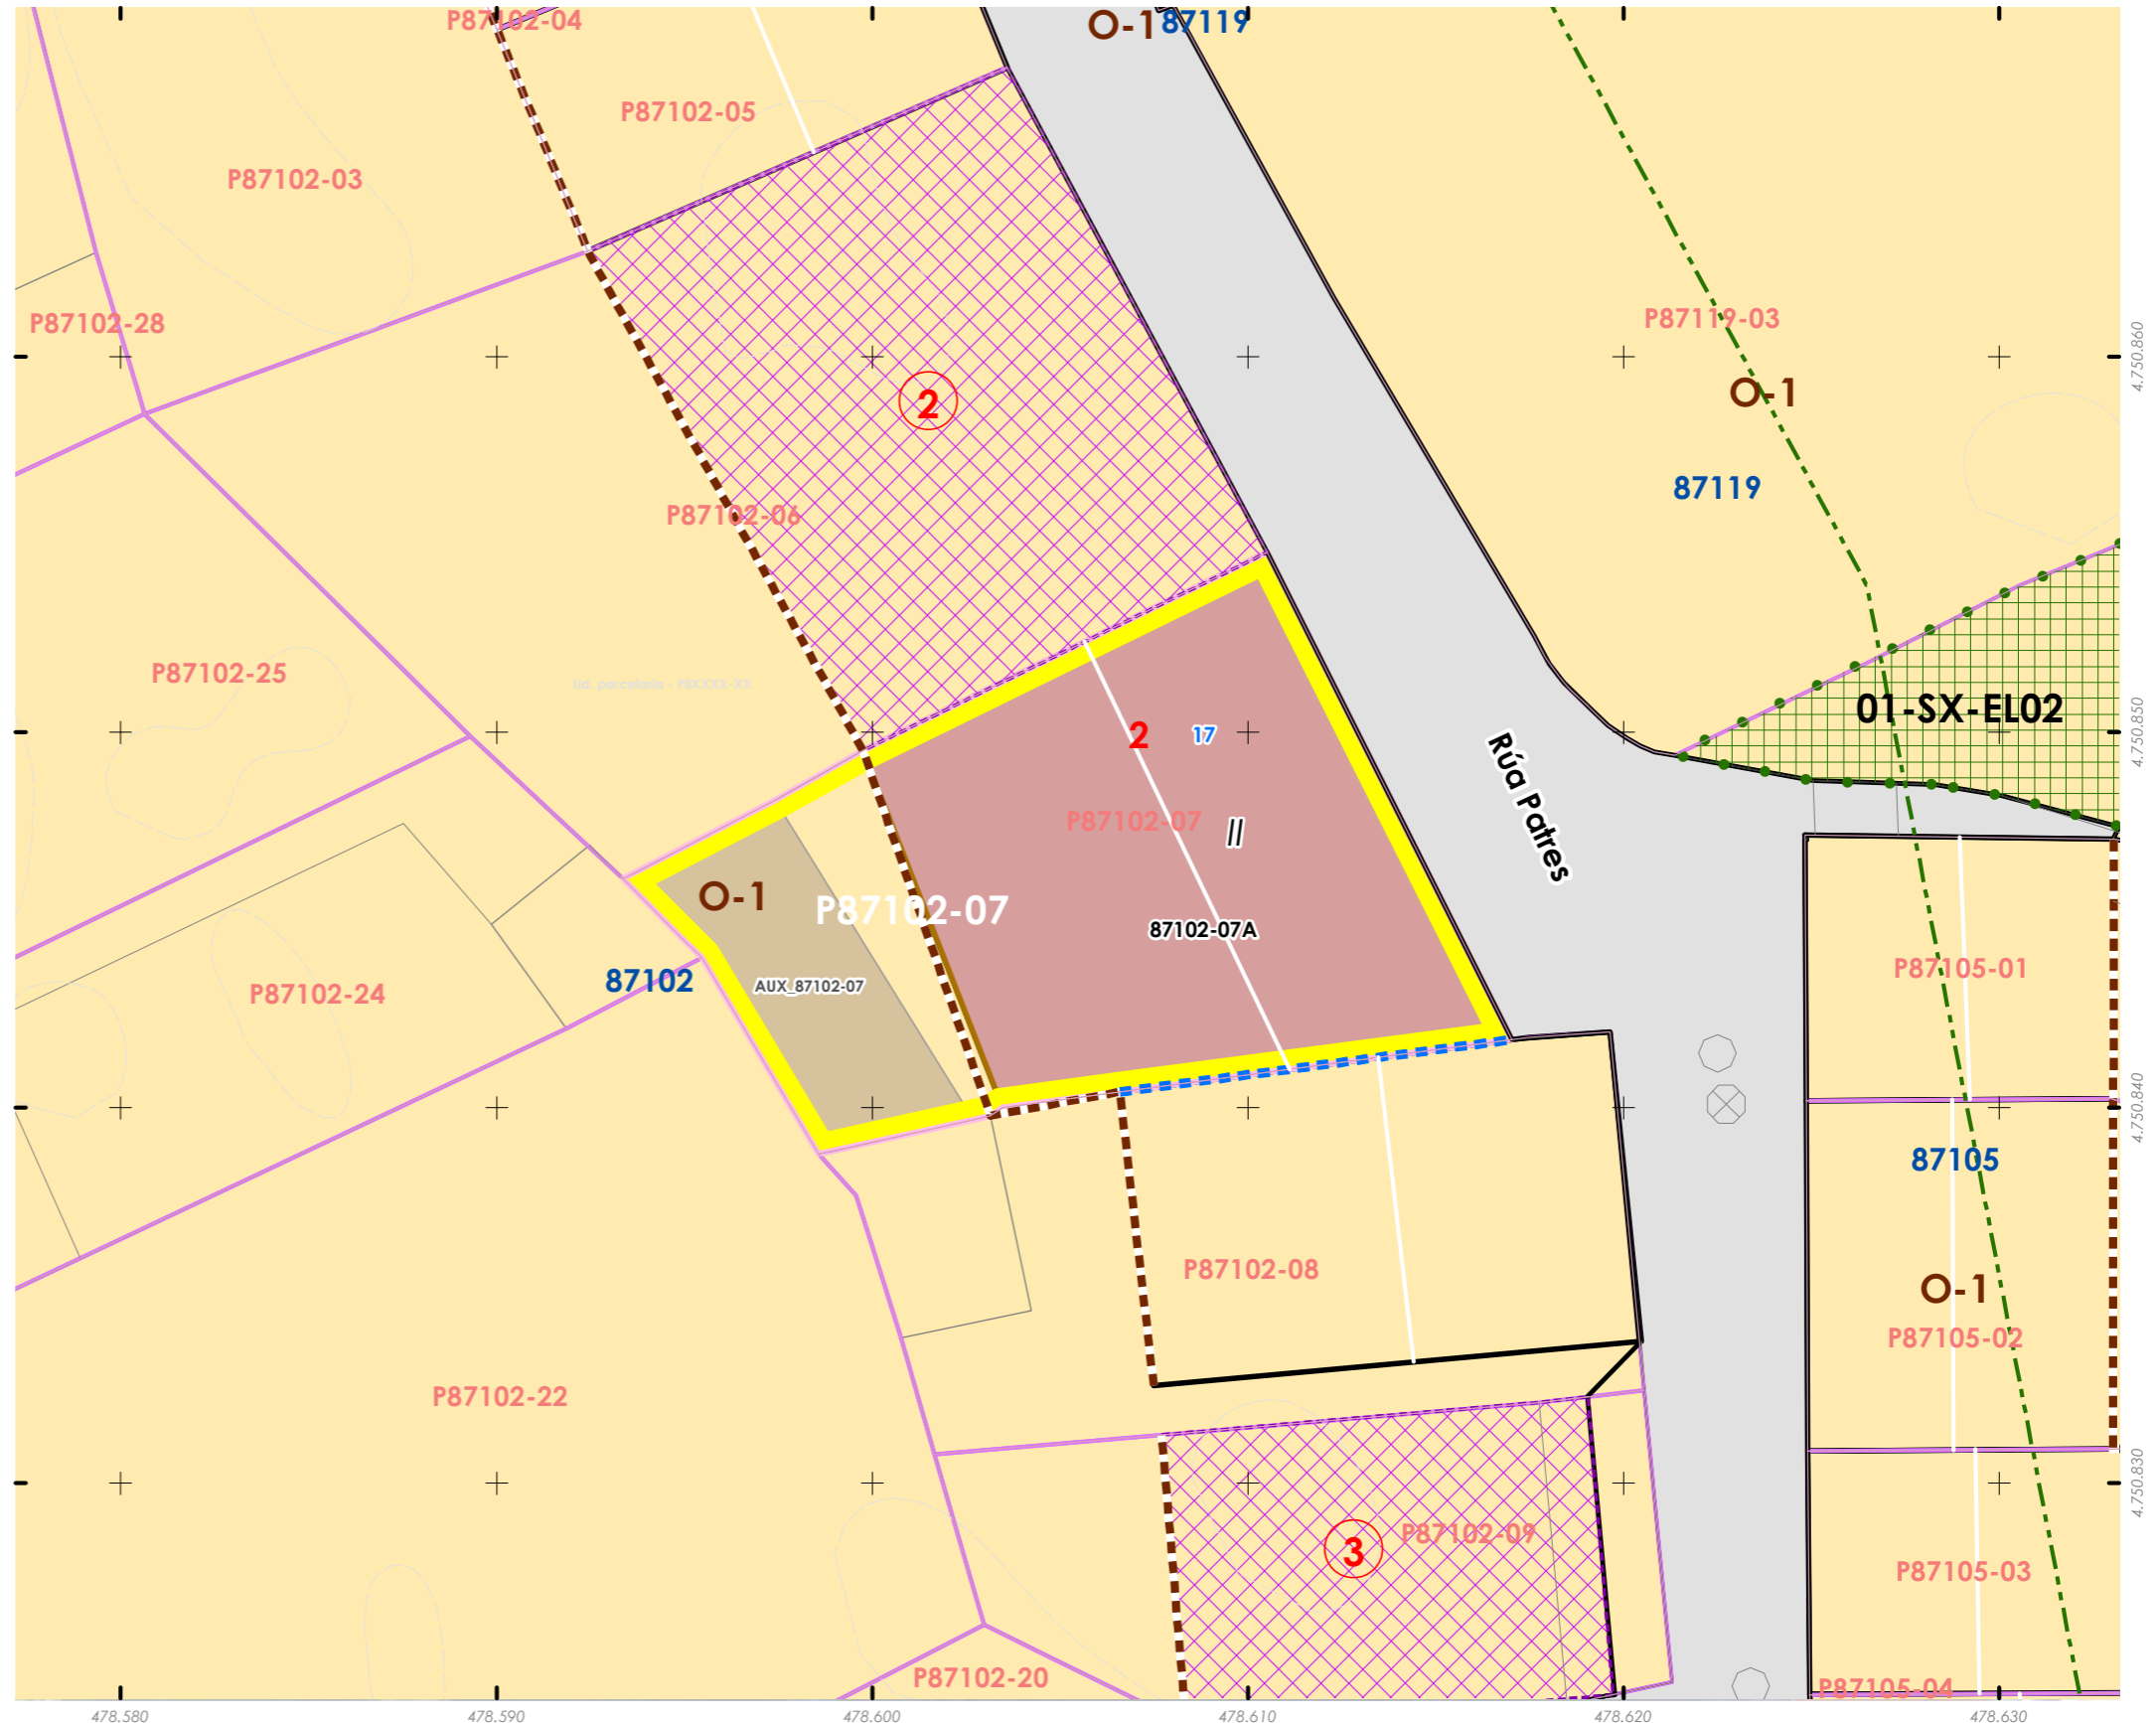 P87102-04
O-1
87119
P87102-05
P87102-03
P87102-28
P87119-03
4.750.860
2
O-1
87119
P87102-06
P87102-25
Ud. parcelaria - P8XXXX-XX
01-SX-EL02
4.750.850
2
17
Rúa Patres
P87102-07
||
O-1
P87102-07
87102-07A
P87105-01
87102
AUX_87102-07
P87102-24
4.750.840
87105
P87102-08
O-1
P87105-02
P87102-22
4.750.830
P87102-09
3
P87105-03
P87102-20
P87105-04
478.580
478.590
478.600
478.610
478.620
478.630